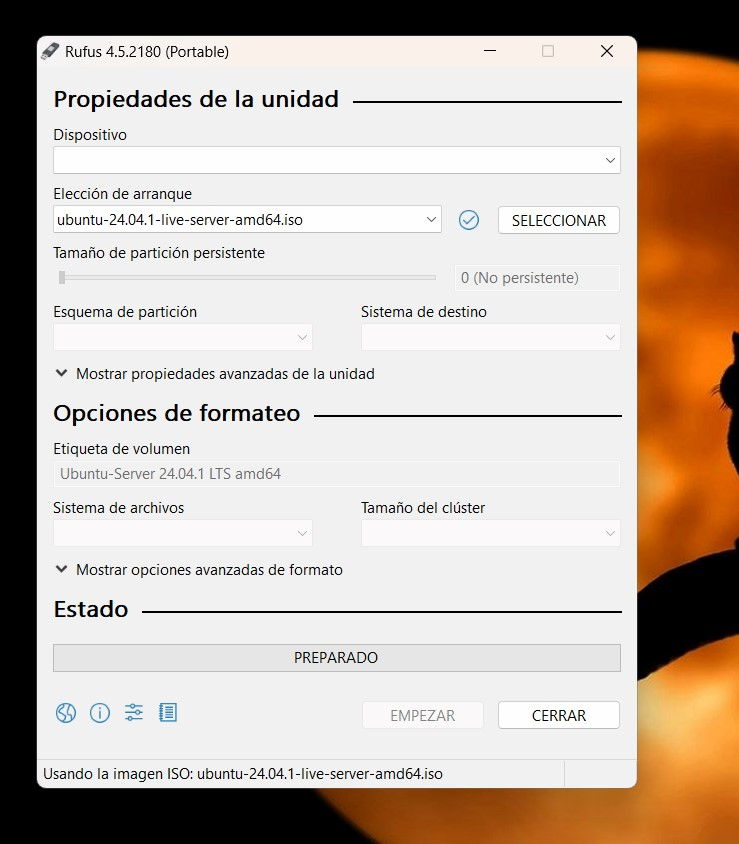 Rufus 4.5.2180 (Portable)
Propiedades de la unidad
Dispositivo
Elección de arranque
ubuntu-24.04.1-live-server-amd64.iso
SELECCIONAR
Tamaño de partición persistente
0 (No persistente)
Esquema de partición
Sistema de destino
Mostrar propiedades avanzadas de la unidad
Opciones de formateo
Etiqueta de volumen
Ubuntu-Server 24.04.1 LTS amd64
Sistema de archivos
Tamaño del clúster
Mostrar opciones avanzadas de formato
Estado
PREPARADO
EMPEZAR
CERRAR
Usando la imagen ISO: ubuntu-24.04.1-live-server-amd64.iso